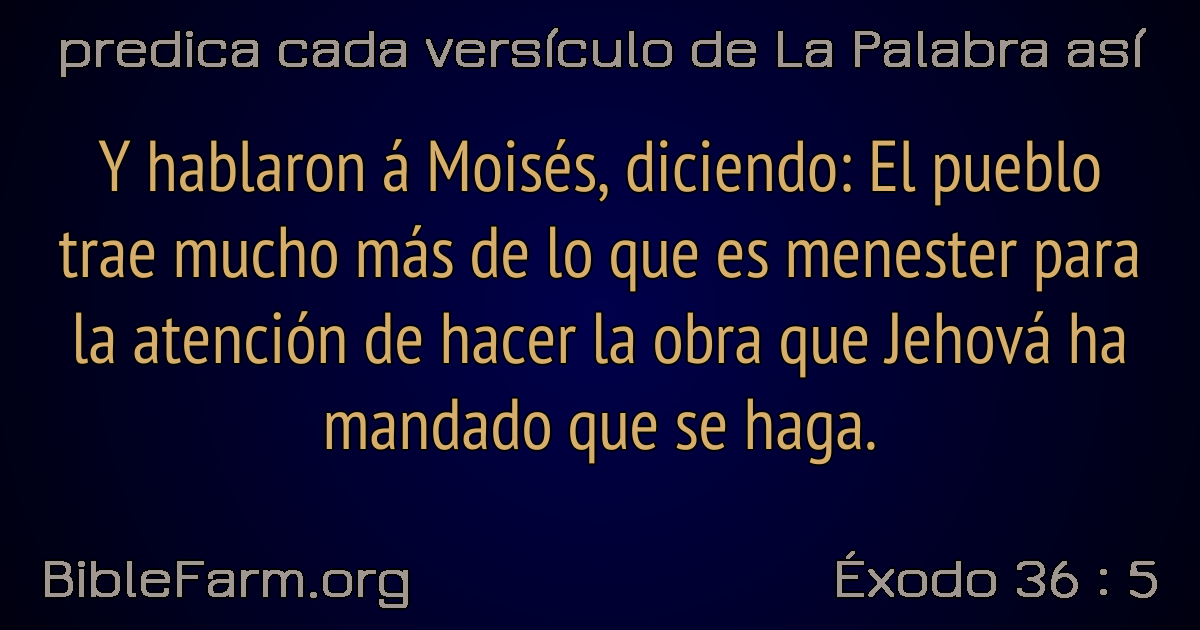 predica cada versículo de La Palabra así
Y hablaron á Moisés, diciendo: El pueblo
trae mucho más de lo que es menester para
la atención de hacer la obra que Jehová ha
mandado que se haga.
BibleFarm.org
Éxodo 36 : 5